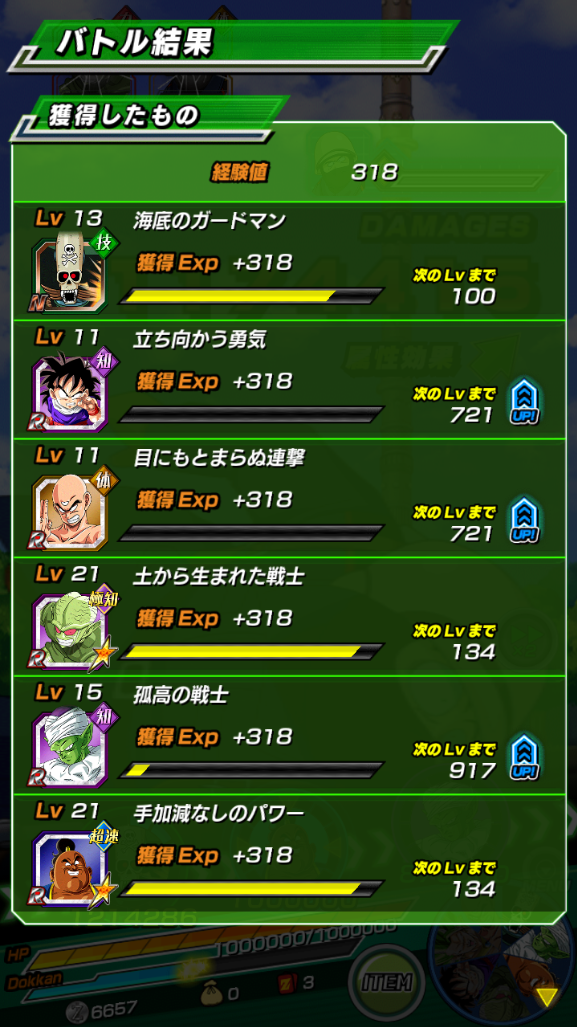 バトル結果
獲得したもの
経験値 318
Lv 13 海底のガードマン
技
獲得 Exp +318
次のLvまで
100
N
Lv 11 立ち向かう勇気
知
獲得 Exp +318
次のLvまで
721
UP!
R
Lv 11 目にもとまらぬ連撃
体
獲得 Exp +318
次のLvまで
721
UP!
R
Lv 21 土から生まれた戦士
極知
獲得 Exp +318
次のLvまで
134
R
Lv 15 孤高の戦士
知
獲得 Exp +318
次のLvまで
917
UP!
R
Lv 21 手加減なしのパワー
超速
獲得 Exp +318
次のLvまで
134
R
1214286
HP 1000000/1000000
Dokkan
6657 0 3 ITEM